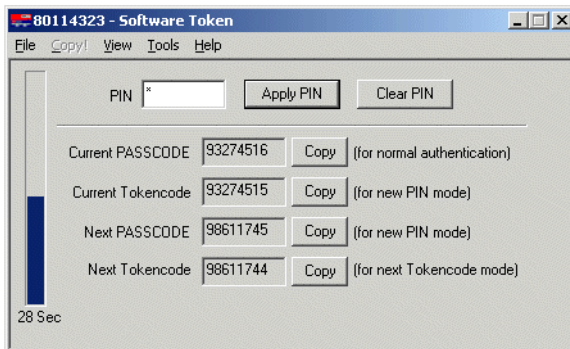 80114323 - Software Token
File Copy! View Tools Help
PIN * Apply PIN Clear PIN
Current PASSCODE 93274516 Copy (for normal authentication)
Current Tokencode 93274515 Copy (for new PIN mode)
Next PASSCODE 98611745 Copy (for new PIN mode)
Next Tokencode 98611744 Copy (for next Tokencode mode)
28 Sec